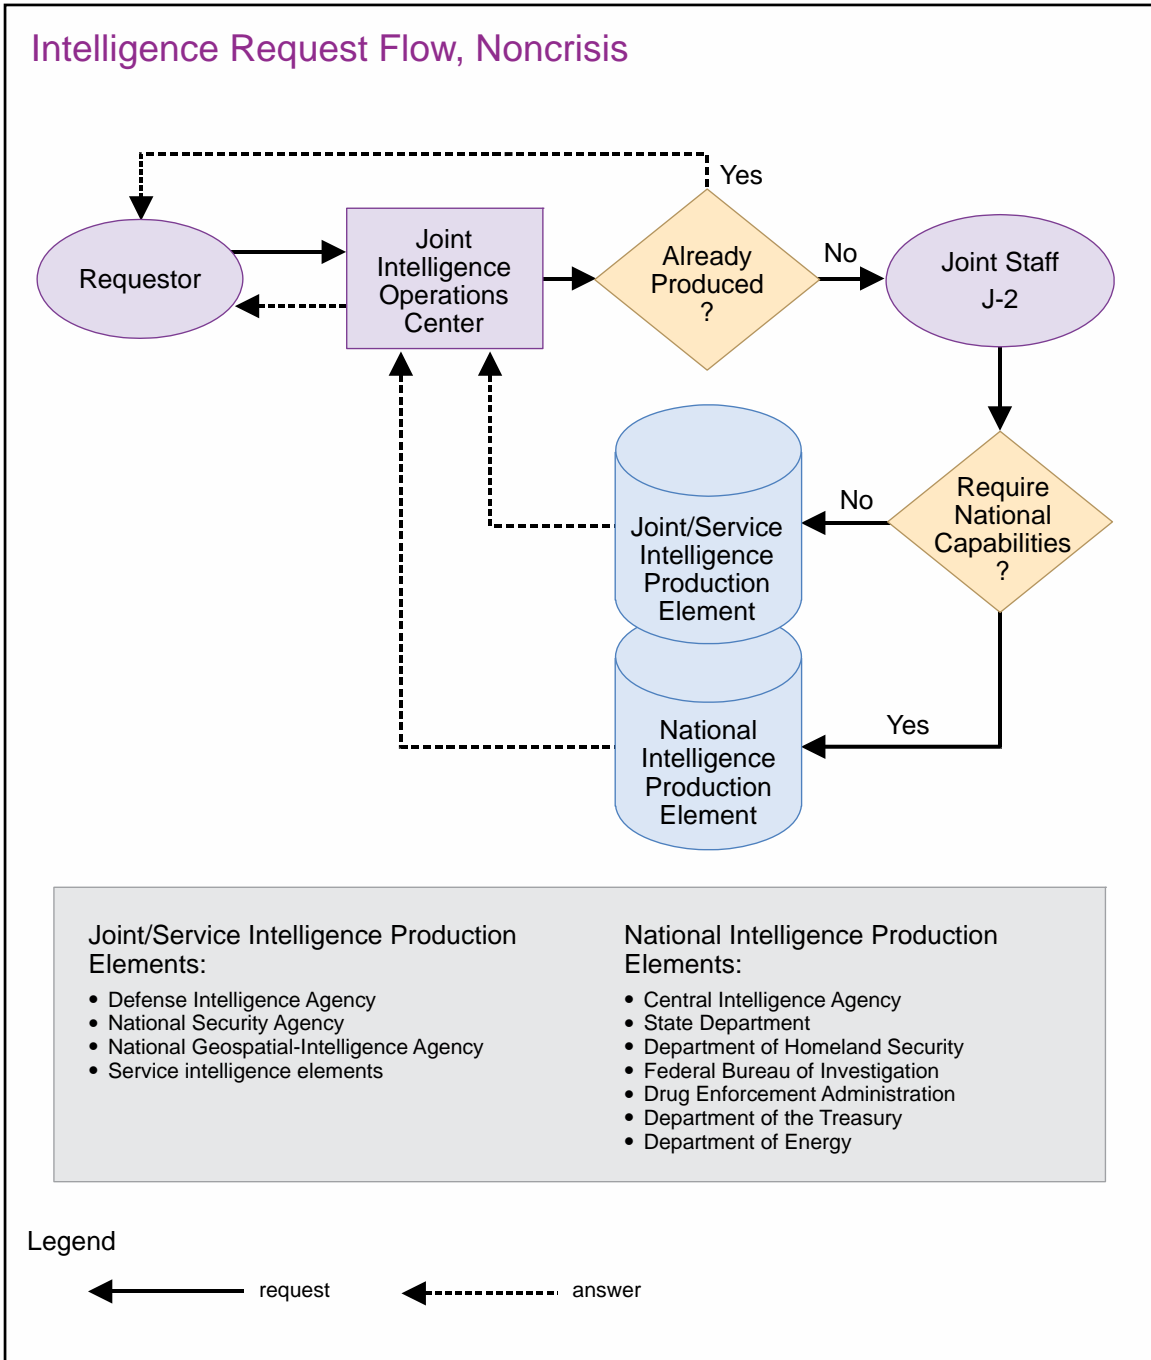 Intelligence Request Flow, Noncrisis
Yes
Requestor
Joint
Intelligence
Operations
Center
Already
Produced
?
No
Joint Staff
J-2
Require
National
Capabilities
?
No
Joint/Service
Intelligence
Production
Element
Yes
National
Intelligence
Production
Element
Joint/Service Intelligence Production
Elements:
• Defense Intelligence Agency
• National Security Agency
• National Geospatial-Intelligence Agency
• Service intelligence elements
National Intelligence Production
Elements:
• Central Intelligence Agency
• State Department
• Department of Homeland Security
• Federal Bureau of Investigation
• Drug Enforcement Administration
• Department of the Treasury
• Department of Energy
Legend
request
answer